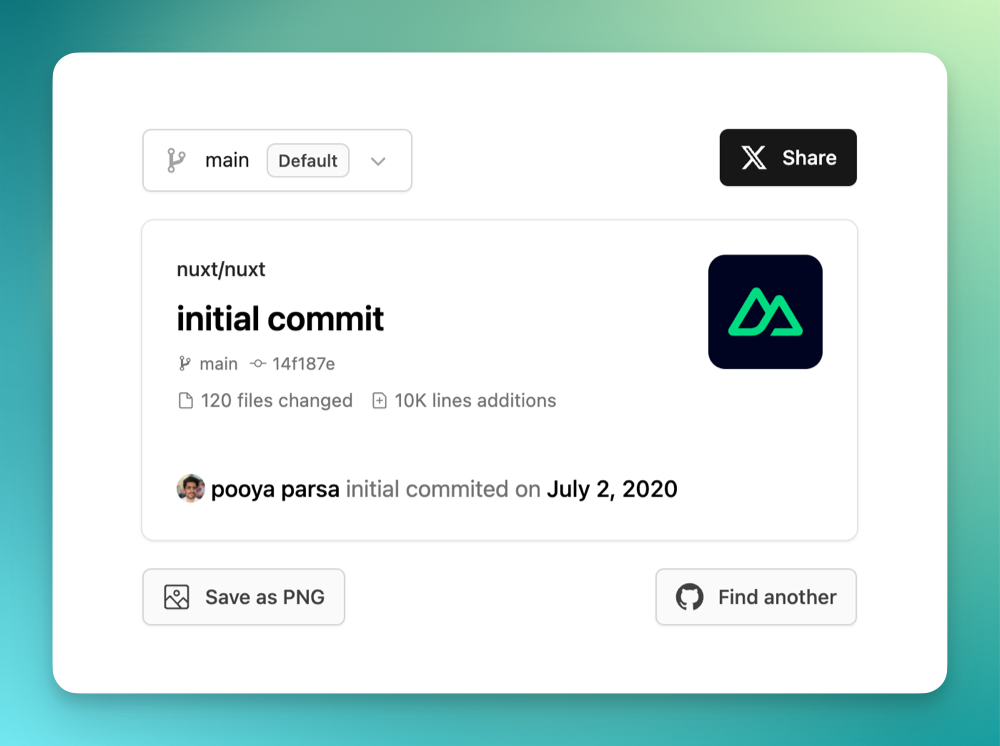 main Default
Share
nuxt/nuxt
initial commit
main 14f187e
120 files changed 10K lines additions
pooya parsa initial commited on July 2, 2020
Save as PNG
Find another